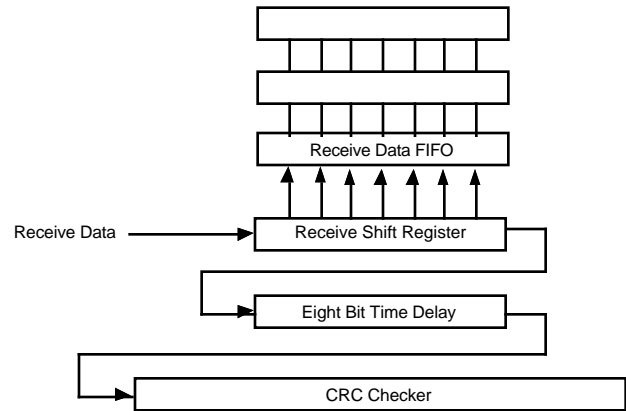 Receive Data FIFO
Receive Data
Receive Shift Register
Eight Bit Time Delay
CRC Checker